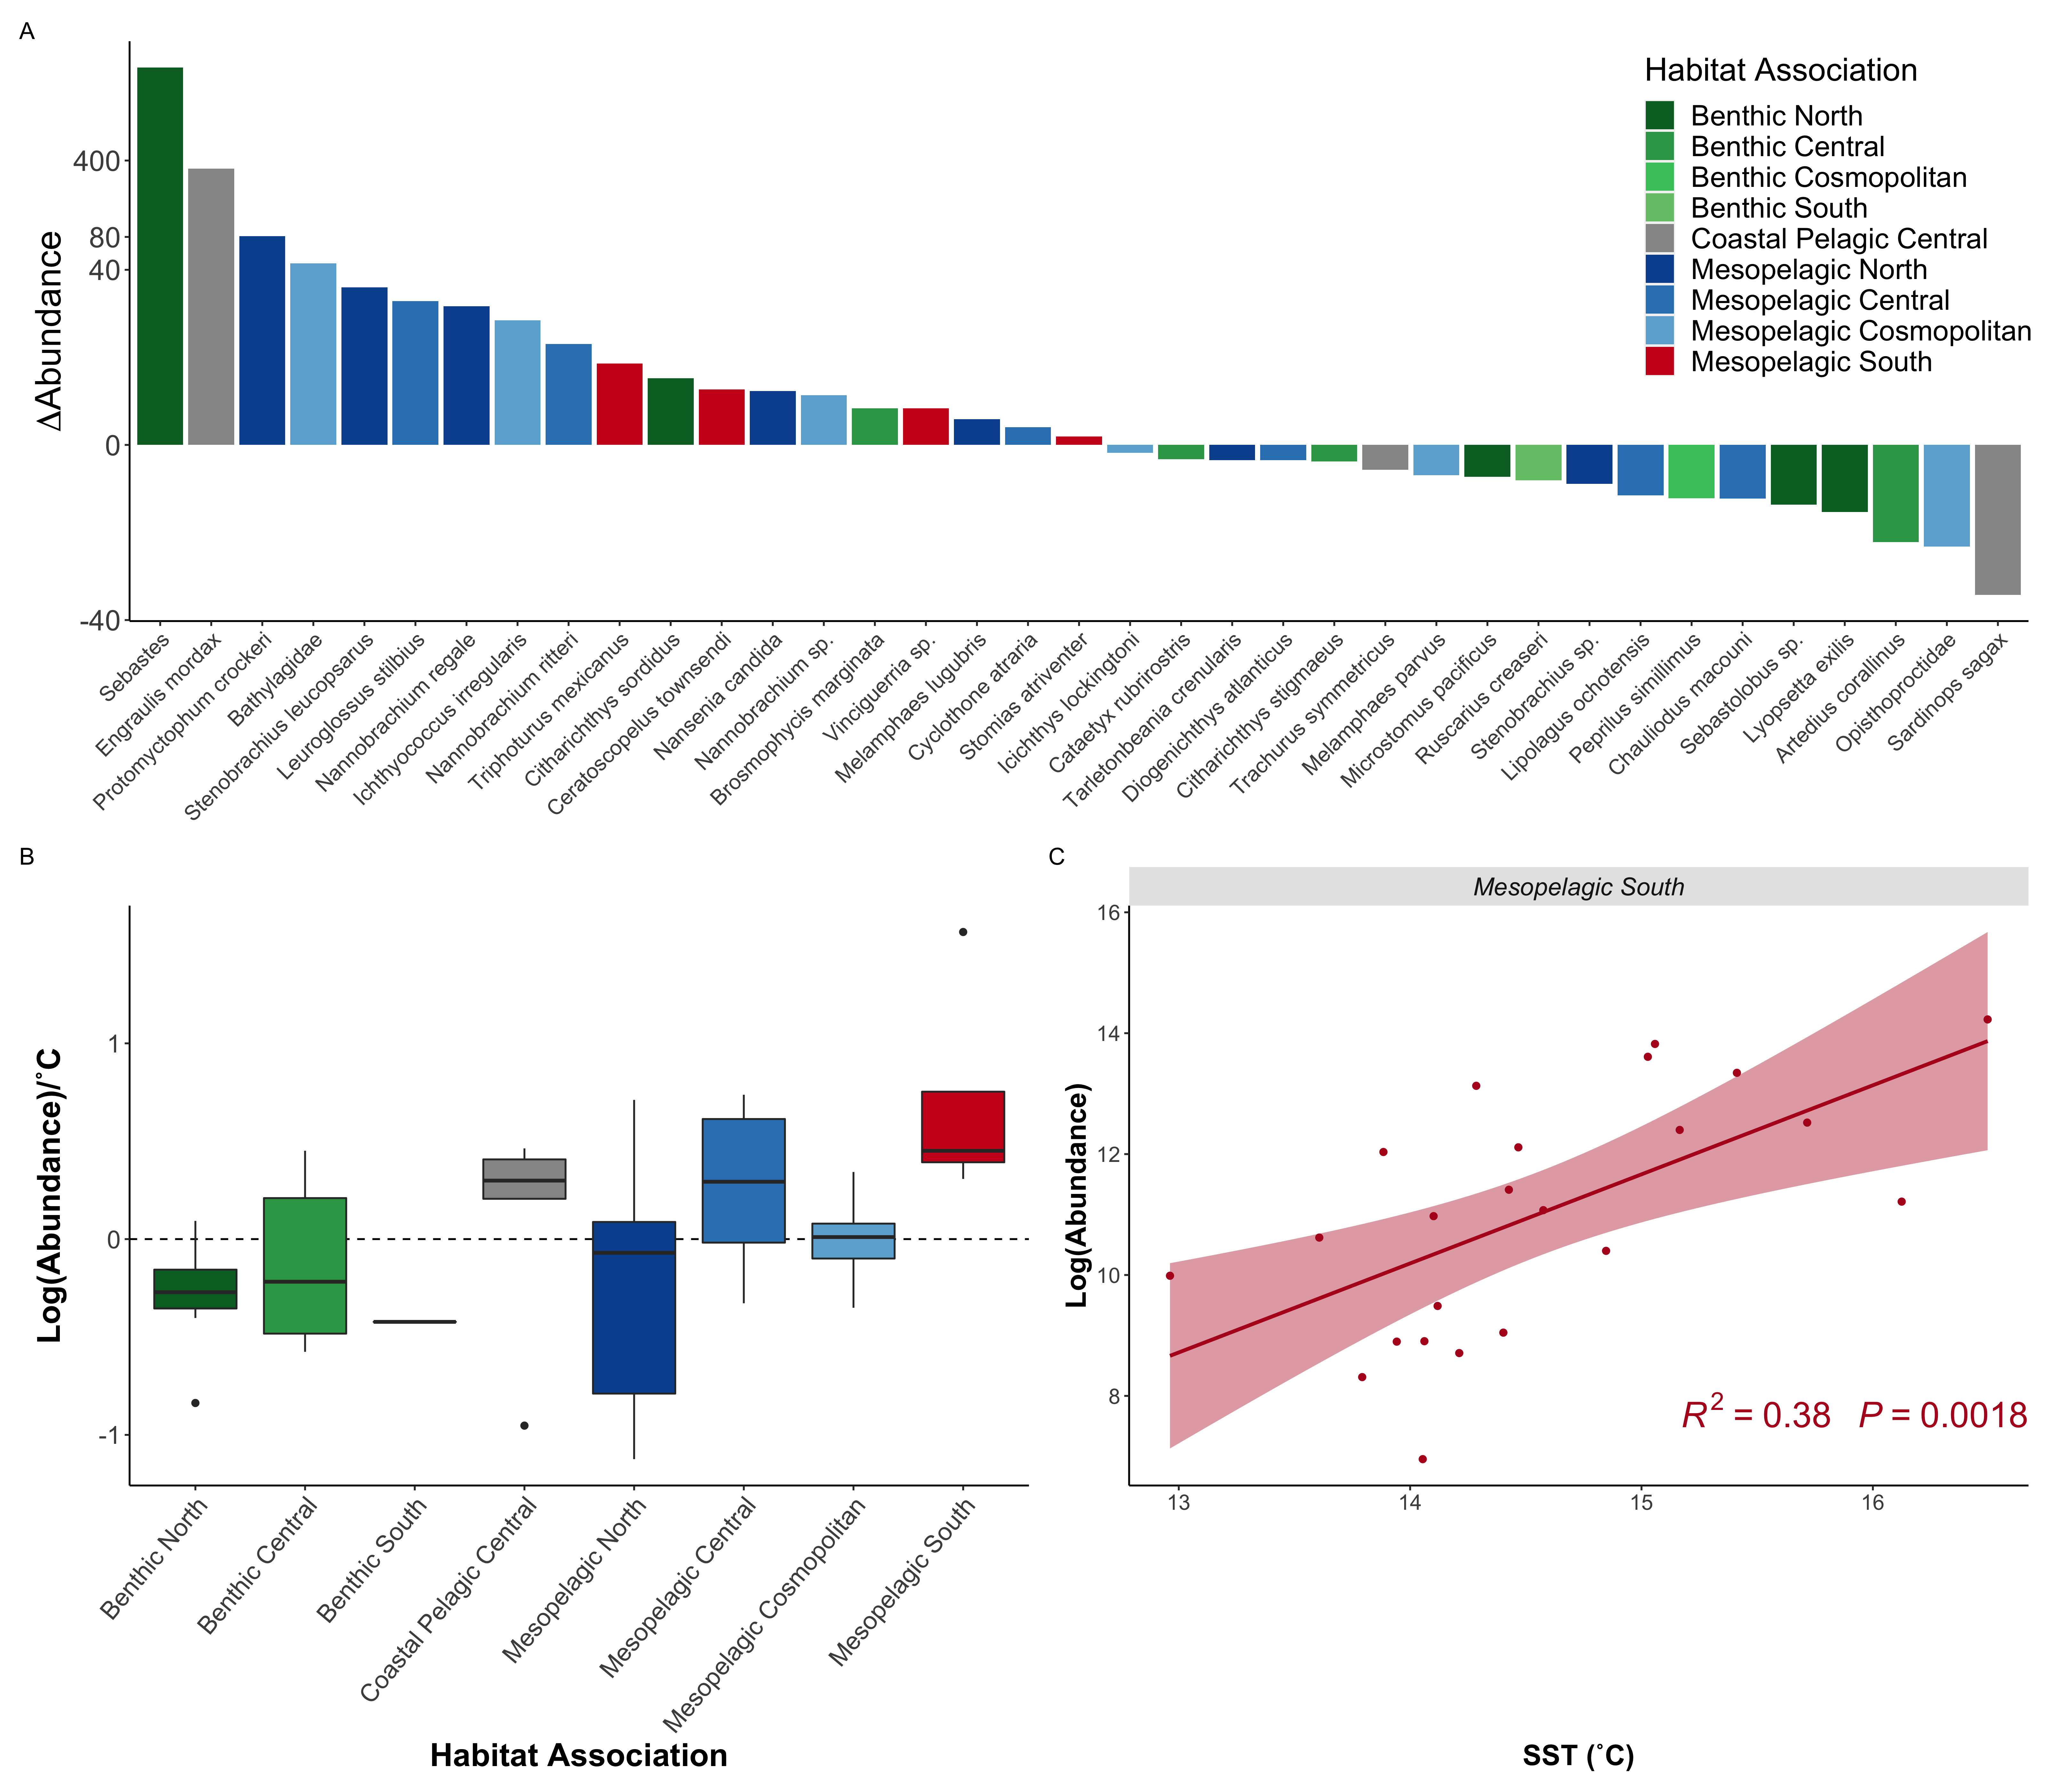 A
ΔAbundance
400
80
40
0
-40
Habitat Association
Benthic North
Benthic Central
Benthic Cosmopolitan
Benthic South
Coastal Pelagic Central
Mesopelagic North
Mesopelagic Central
Mesopelagic Cosmopolitan
Mesopelagic South
Sebastes
Engraulis mordax
Protomyctophum crockeri
Bathylagidae
Stenobrachius leucopsarus
Leuroglossus stilbius
Nannobrachium regale
Ichthyococcus irregularis
Nannobrachium ritteri
Triphoturus mexicanus
Citharichthys sordidus
Ceratoscopelus townsendi
Nansenia candida
Nannobrachium sp.
Brosmophycis marginata
Vinciguerria sp.
Melamphaes lugubris
Cyclothone atraria
Stomias atriventer
Icichthys lockingtoni
Cataetyx rubrirostris
Tarletonbeania crenularis
Diogenichthys atlanticus
Citharichthys stigmaeus
Trachurus symmetricus
Melamphaes parvus
Microstomus pacificus
Ruscarius creaseri
Stenobrachius sp.
Lipolagus ochotensis
Peprilus simillimus
Chauliodus macouni
Sebastolobus sp.
Lyopsetta exilis
Artedius corallinus
Opisthoproctidae
Sardinops sagax
B
Log(Abundance)/˚C
1
0
-1
Benthic North
Benthic Central
Benthic South
Coastal Pelagic Central
Mesopelagic North
Mesopelagic Central
Mesopelagic Cosmopolitan
Mesopelagic South
Habitat Association
C
Mesopelagic South
Log(Abundance)
16
14
12
10
8
R² = 0.38 P = 0.0018
13
14
15
16
SST (˚C)